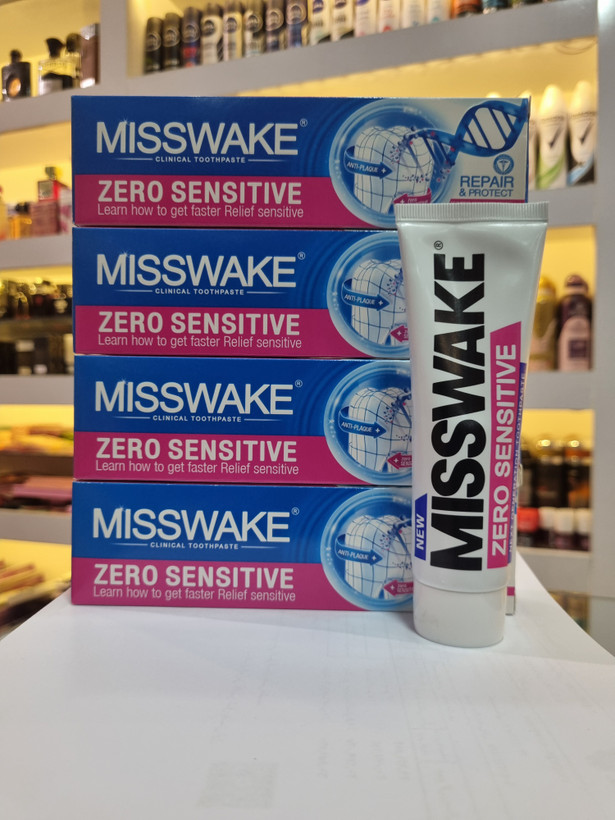 MISSWAKE®
CLINICAL TOOTHPASTE
ZERO SENSITIVE
Learn how to get faster Relief sensitive
ANTI-PLAQUE
REPAIR
& PROTECT
MISSWAKE®
CLINICAL TOOTHPASTE
ZERO SENSITIVE
Learn how to get faster Relief sensitive
ANTI-PLAQUE
MISSWAKE®
CLINICAL TOOTHPASTE
ZERO SENSITIVE
Learn how to get faster Relief sensitive
ANTI-PLAQUE
MISSWAKE®
CLINICAL TOOTHPASTE
ZERO SENSITIVE
Learn how to get faster Relief sensitive
ANTI-PLAQUE
NEW
MISSWAKE®
ZERO SENSITIVE